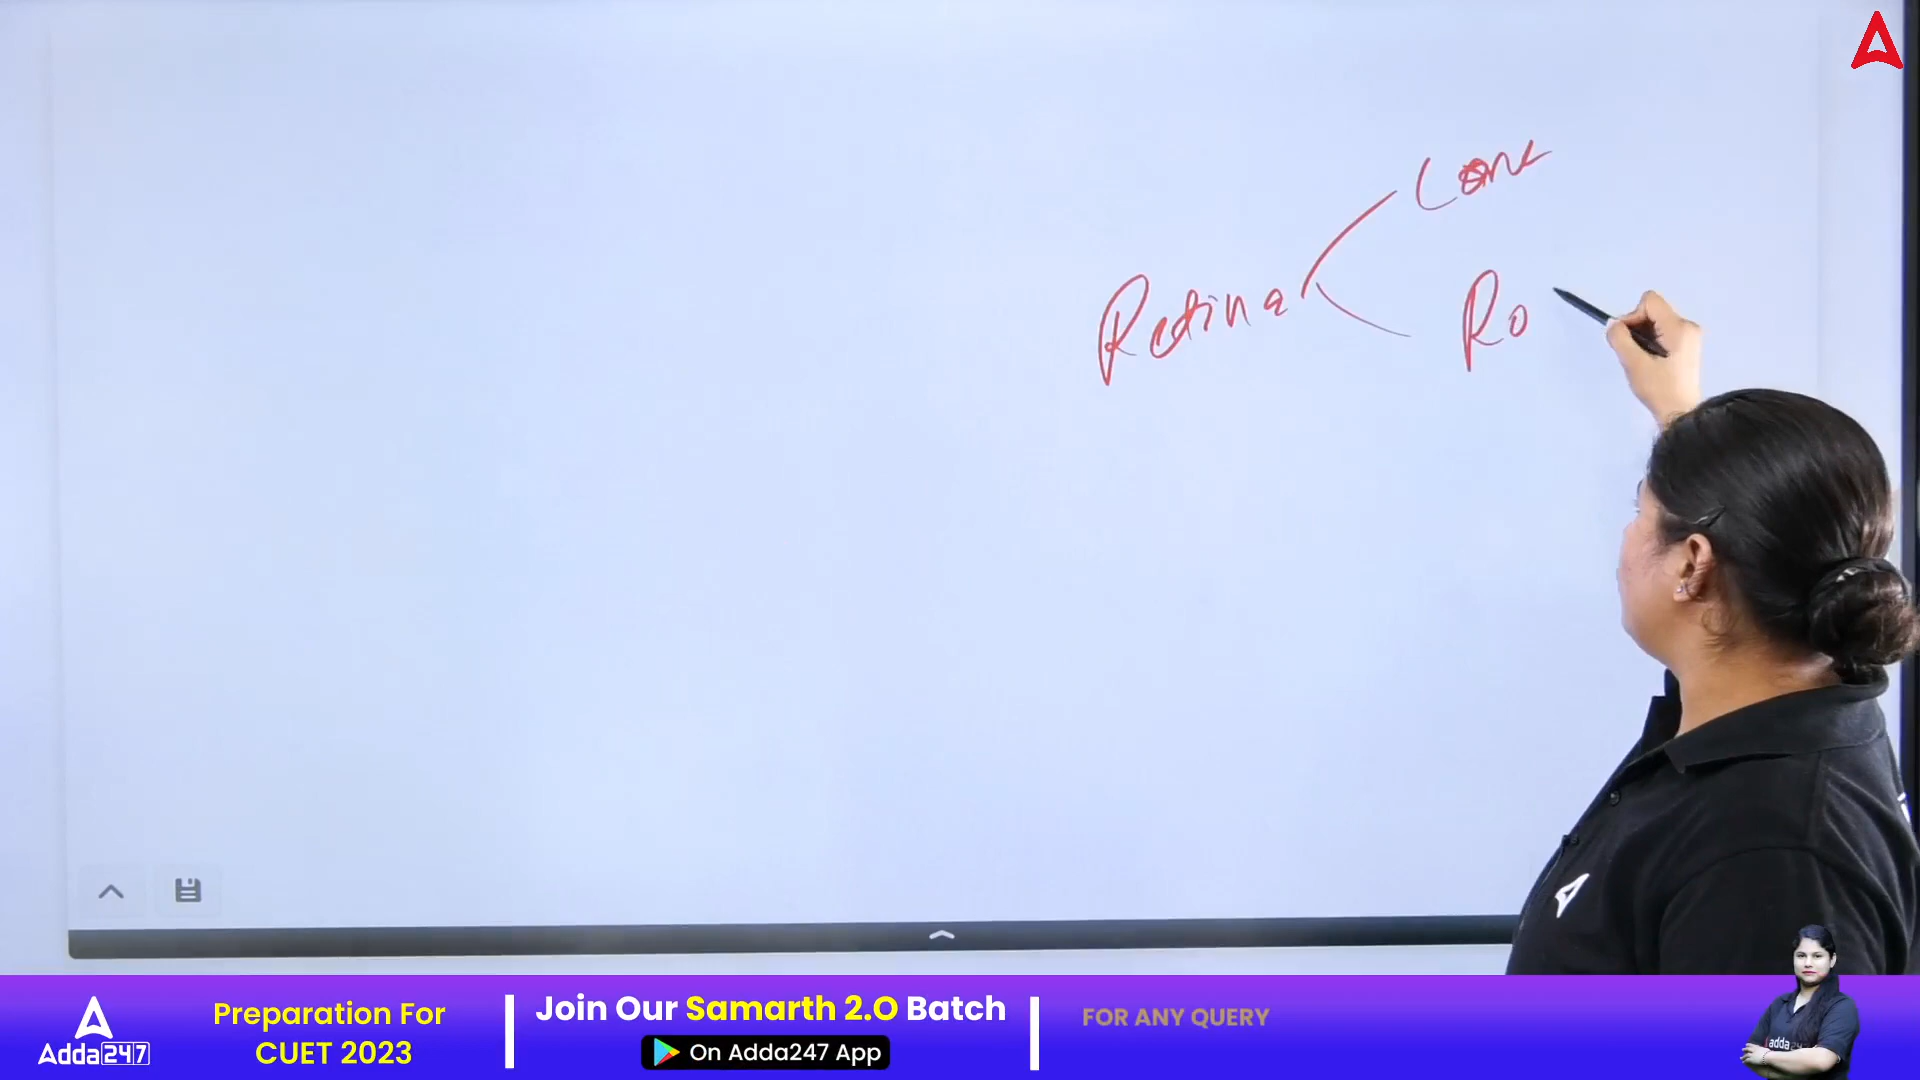 Cone
Retina
Ro
Preparation For
CUET 2023
Join Our Samarth 2.O Batch
On Adda247 App
FOR ANY QUERY
Adda247
adda247